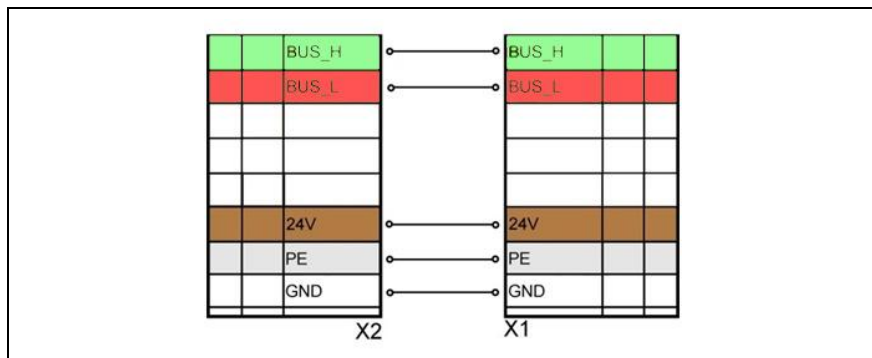 BUS_H BUS_H
BUS_L BUS_L
24V 24V
PE PE
GND GND
X2 X1